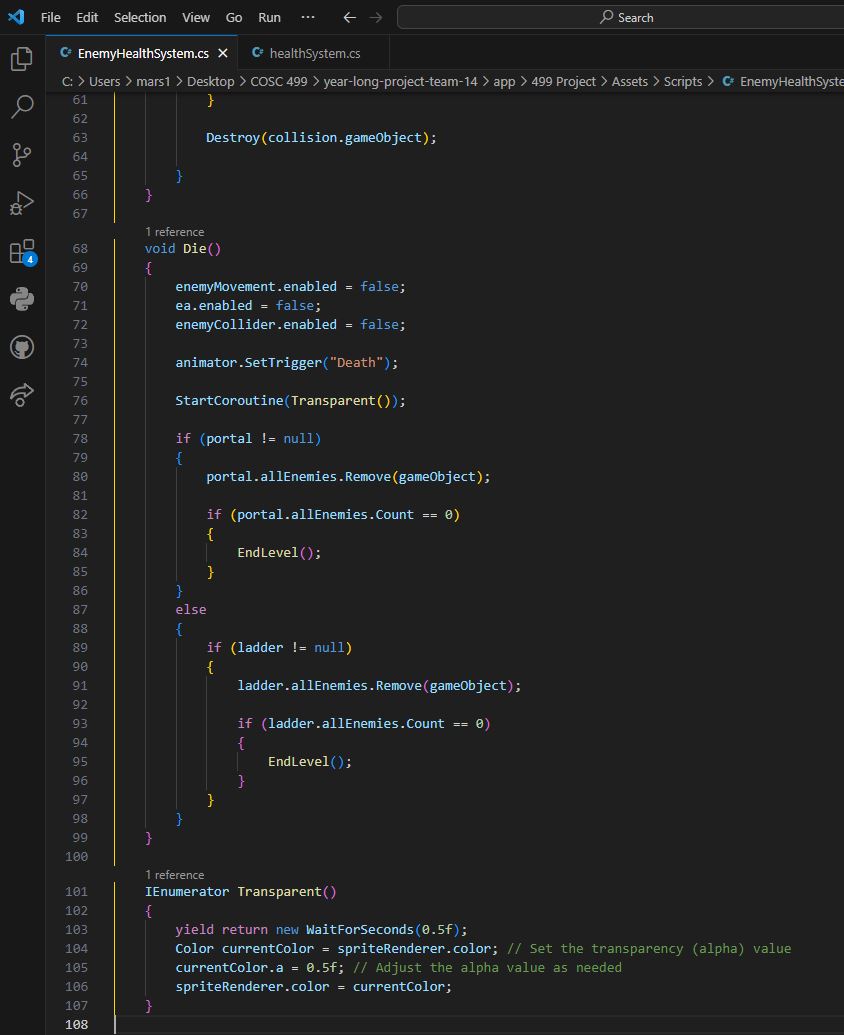 File Edit Selection View Go Run ··· Search
EnemyHealthSystem.cs healthSystem.cs
C: > Users > mars1 > Desktop > COSC 499 > year-long-project-team-14 > app > 499 Project > Assets > Scripts > EnemyHealthSyste
61 }
62
63 Destroy(collision.gameObject);
64
65 }
66 }
67
1 reference
68 void Die()
69 {
70 enemyMovement.enabled = false;
71 ea.enabled = false;
72 enemyCollider.enabled = false;
73
74 animator.SetTrigger("Death");
75
76 StartCoroutine(Transparent());
77
78 if (portal != null)
79 {
80 portal.allEnemies.Remove(gameObject);
81
82 if (portal.allEnemies.Count == 0)
83 {
84 EndLevel();
85 }
86 }
87 else
88 {
89 if (ladder != null)
90 {
91 ladder.allEnemies.Remove(gameObject);
92
93 if (ladder.allEnemies.Count == 0)
94 {
95 EndLevel();
96 }
97 }
98 }
99 }
100
1 reference
101 IEnumerator Transparent()
102 {
103 yield return new WaitForSeconds(0.5f);
104 Color currentColor = spriteRenderer.color; // Set the transparency (alpha) value
105 currentColor.a = 0.5f; // Adjust the alpha value as needed
106 spriteRenderer.color = currentColor;
107 }
108
4